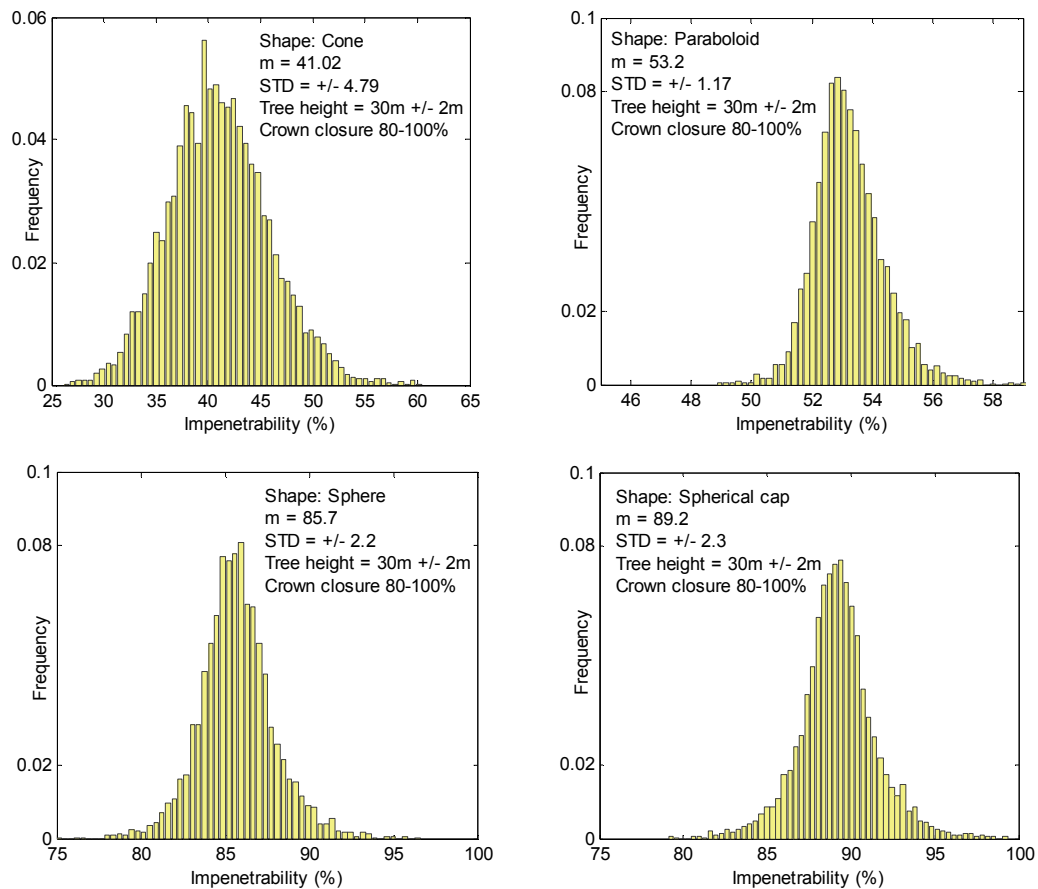 0.06
0.04
0.02
0
Frequency
Shape: Cone
m = 41.02
STD = +/- 4.79
Tree height = 30m +/- 2m
Crown closure 80-100%
25 30 35 40 45 50 55 60 65
Impenetrability (%)
0.1
0.08
0.02
0
Frequency
Shape: Paraboloid
m = 53.2
STD = +/- 1.17
Tree height = 30m +/- 2m
Crown closure 80-100%
46 48 50 52 54 56 58
Impenetrability (%)
0.1
0.08
0.02
0
Frequency
Shape: Sphere
m = 85.7
STD = +/- 2.2
Tree height = 30m +/- 2m
Crown closure 80-100%
75 80 85 90 95 100
Impenetrability (%)
0.1
0.08
0.02
0
Frequency
Shape: Spherical cap
m = 89.2
STD = +/- 2.3
Tree height = 30m +/- 2m
Crown closure 80-100%
75 80 85 90 95 100
Impenetrability (%)